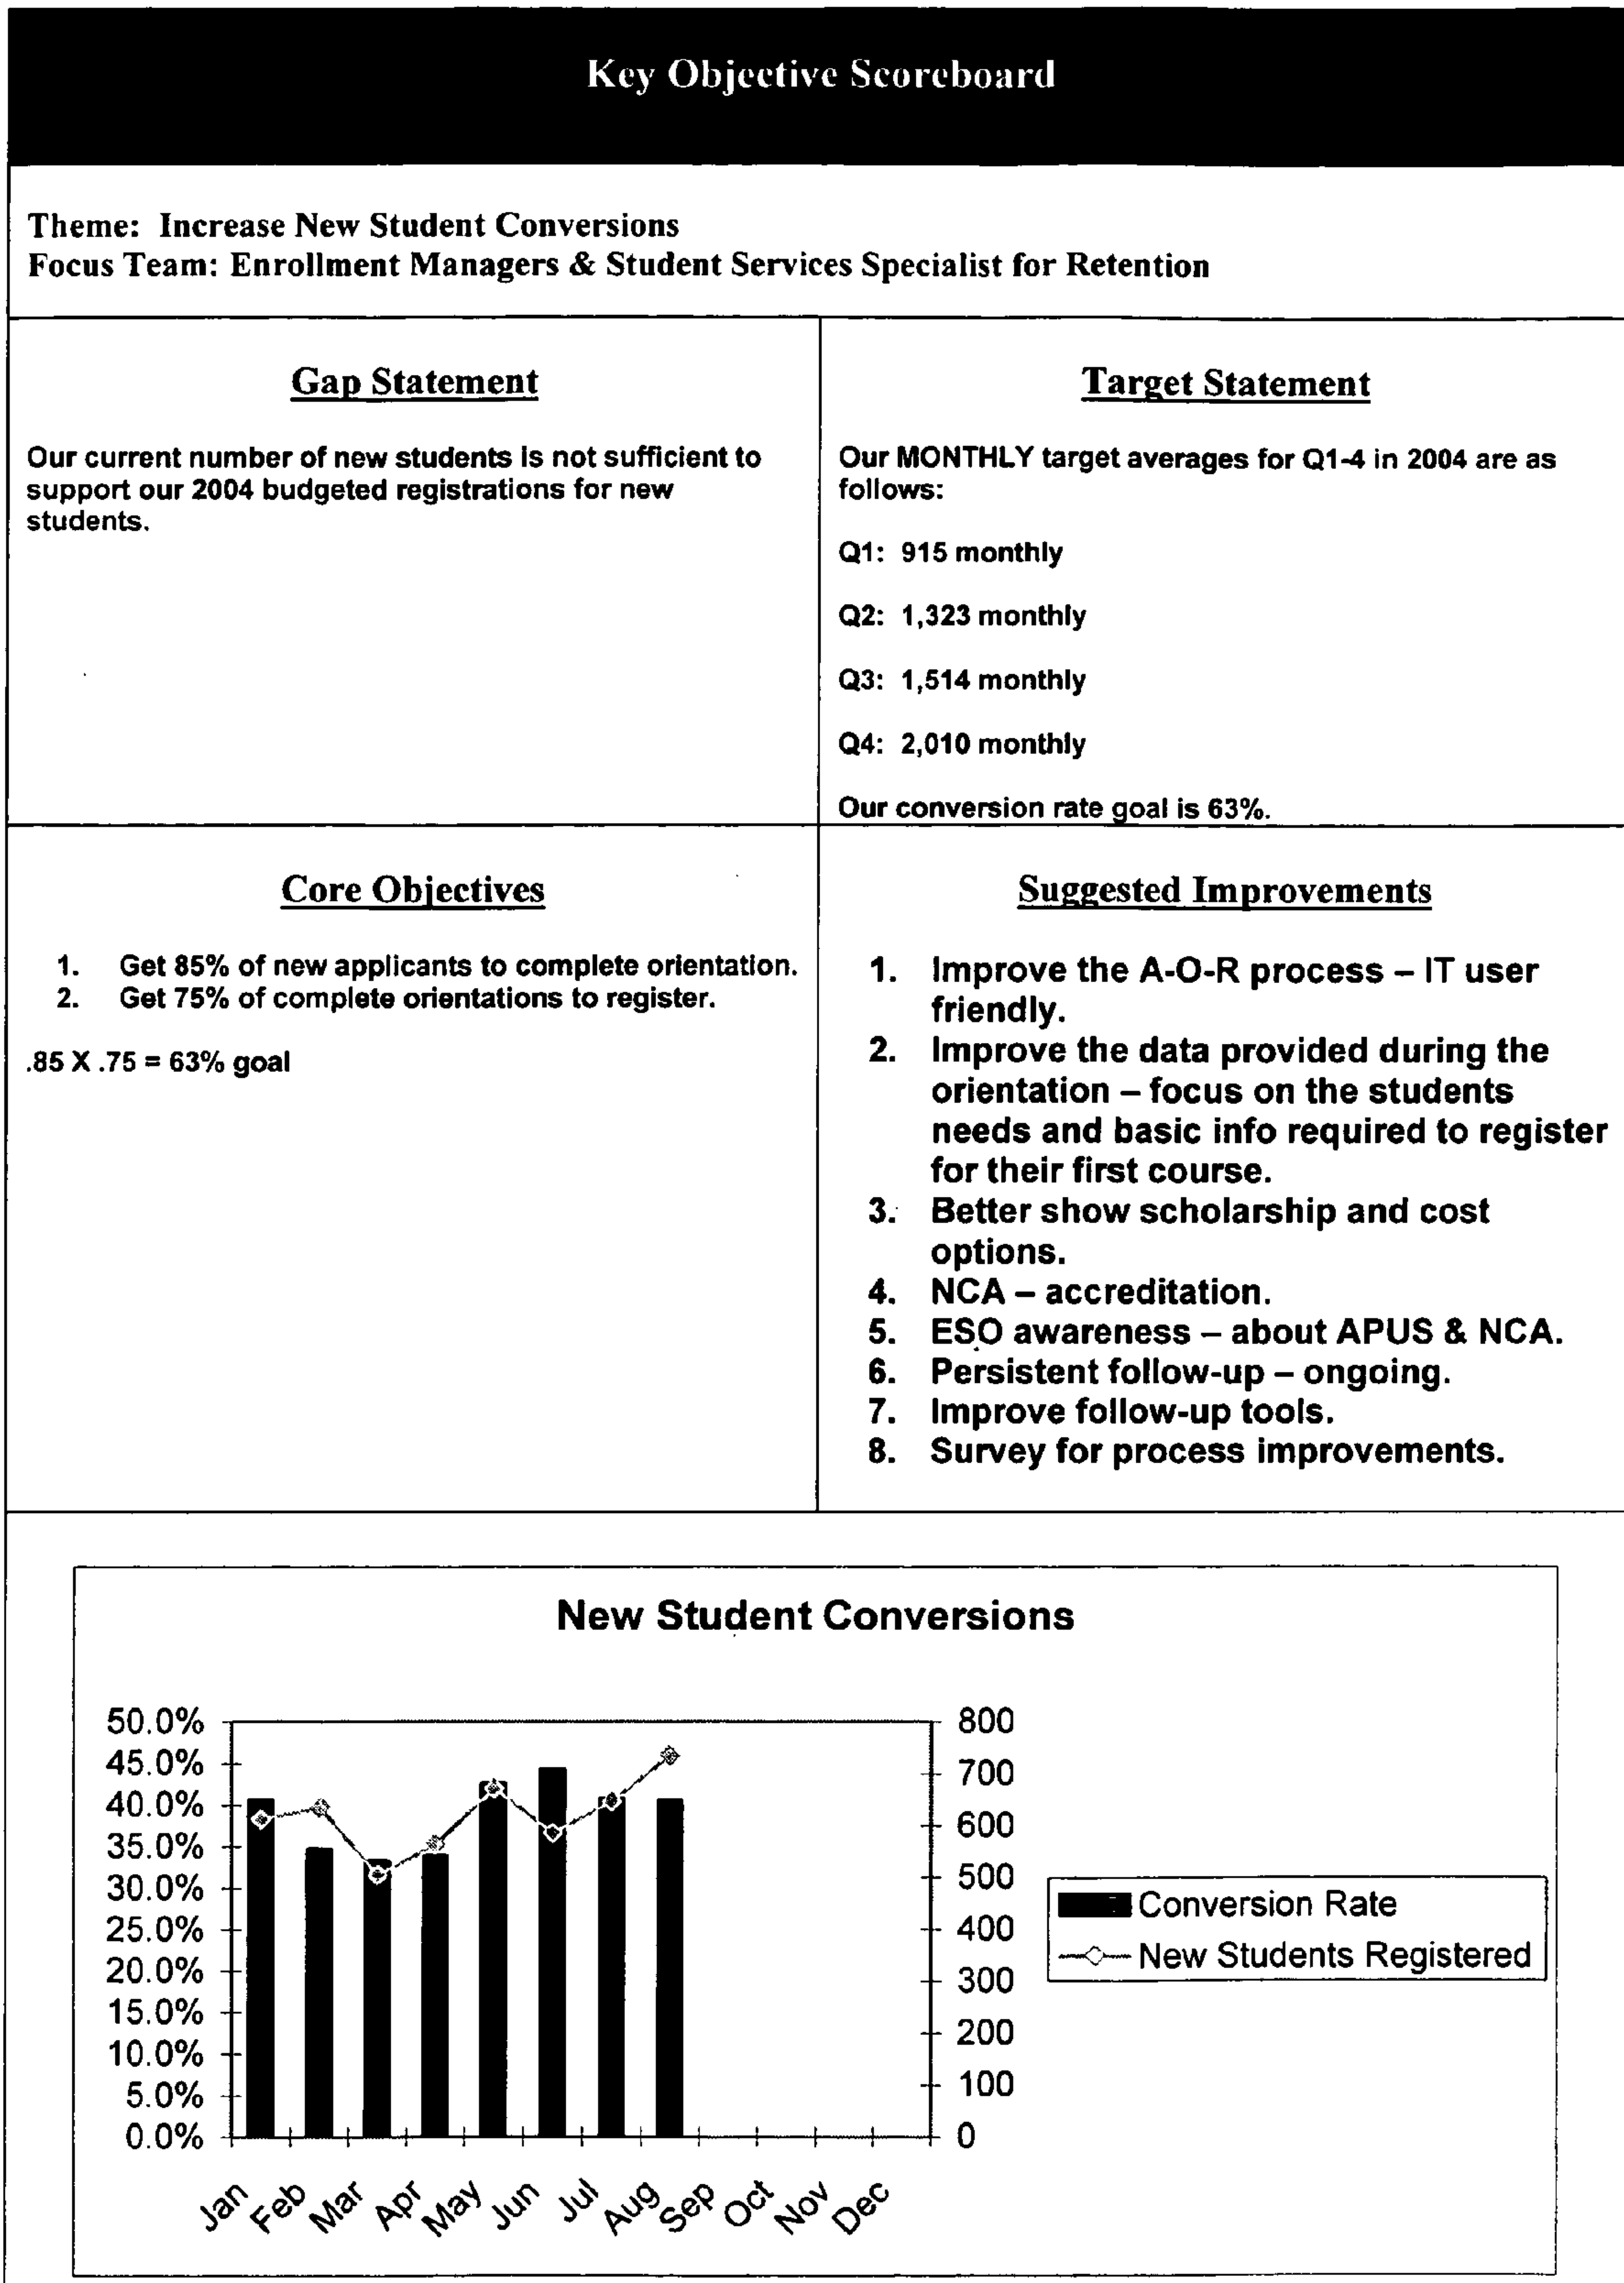 Key Objective Scoreboard
Theme: Increase New Student Conversions
Focus Team: Enrollment Managers & Student Services Specialist for Retention
Gap Statement
Our current number of new students is not sufficient to
support our 2004 budgeted registrations for new
students.
Target Statement
Our MONTHLY target averages for Q1-4 in 2004 are as
follows:
Q1: 915 monthly
Q2: 1,323 monthly
Q3: 1,514 monthly
Q4: 2,010 monthly
Our conversion rate goal is 63%.
Core Objectives
1. Get 85% of new applicants to complete orientation.
2. Get 75% of complete orientations to register.
.85 X .75 = 63% goal
Suggested Improvements
1. Improve the A-O-R process – IT user
friendly.
2. Improve the data provided during the
orientation – focus on the students
needs and basic info required to register
for their first course.
3. Better show scholarship and cost
options.
4. NCA – accreditation.
5. ESO awareness – about APUS & NCA.
6. Persistent follow-up – ongoing.
7. Improve follow-up tools.
8. Survey for process improvements.
New Student Conversions
50.0%
45.0%
40.0%
35.0%
30.0%
25.0%
20.0%
15.0%
10.0%
5.0%
0.0%
800
700
600
500
400
300
200
100
0
Jan
Feb
Mar
Apr
May
Jun
Jul
Aug
Sep
Oct
Nov
Dec
Conversion Rate
New Students Registered